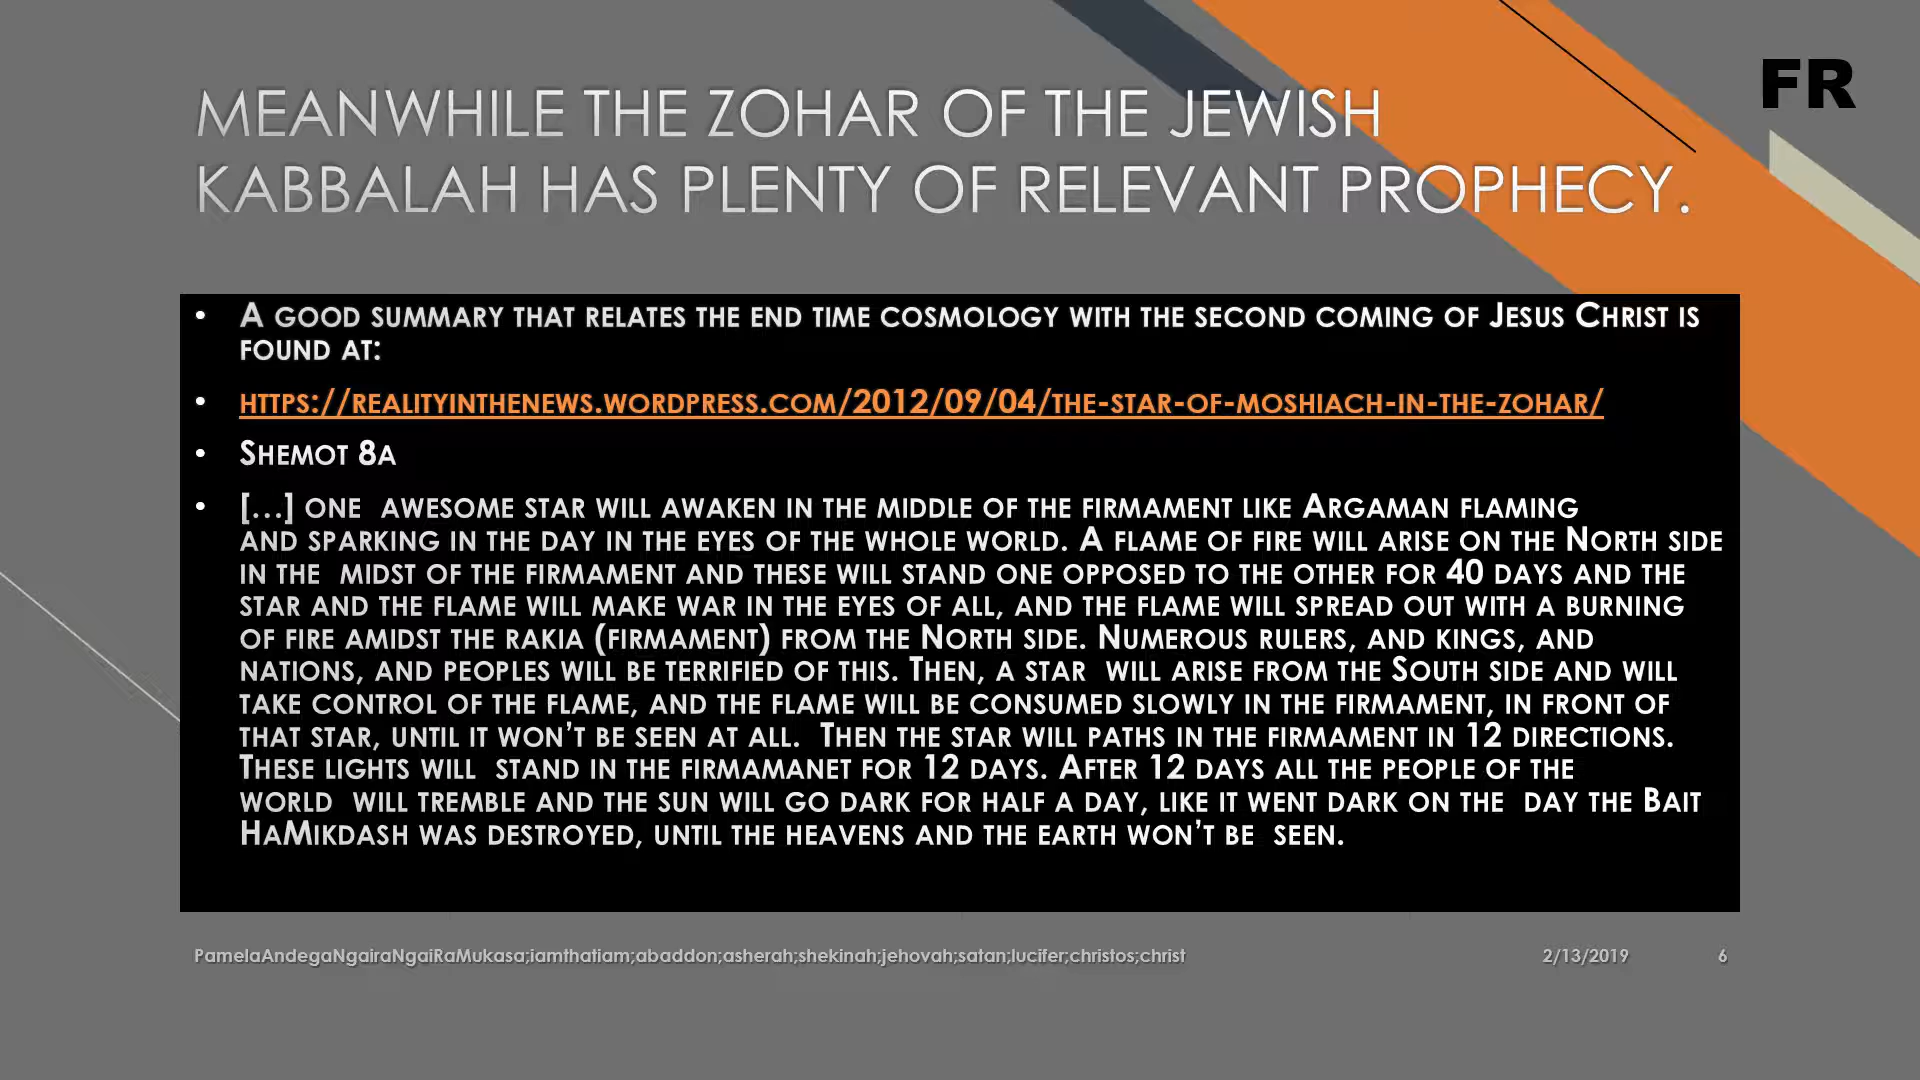 FR
MEANWHILE THE ZOHAR OF THE JEWISH
KABBALAH HAS PLENTY OF RELEVANT PROPHECY.
• A GOOD SUMMARY THAT RELATES THE END TIME COSMOLOGY WITH THE SECOND COMING OF JESUS CHRIST IS
FOUND AT:
• HTTPS://REALITYINTHENEWS.WORDPRESS.COM/2012/09/04/THE-STAR-OF-MOSHIACH-IN-THE-ZOHAR/
• SHEMOT 8A
• [...] ONE AWESOME STAR WILL AWAKEN IN THE MIDDLE OF THE FIRMAMENT LIKE ARGAMAN FLAMING
AND SPARKING IN THE DAY IN THE EYES OF THE WHOLE WORLD. A FLAME OF FIRE WILL ARISE ON THE NORTH SIDE
IN THE MIDST OF THE FIRMAMENT AND THESE WILL STAND ONE OPPOSED TO THE OTHER FOR 40 DAYS AND THE
STAR AND THE FLAME WILL MAKE WAR IN THE EYES OF ALL, AND THE FLAME WILL SPREAD OUT WITH A BURNING
OF FIRE AMIDST THE RAKIA (FIRMAMENT) FROM THE NORTH SIDE. NUMEROUS RULERS, AND KINGS, AND
NATIONS, AND PEOPLES WILL BE TERRIFIED OF THIS. THEN, A STAR WILL ARISE FROM THE SOUTH SIDE AND WILL
TAKE CONTROL OF THE FLAME, AND THE FLAME WILL BE CONSUMED SLOWLY IN THE FIRMAMENT, IN FRONT OF
THAT STAR, UNTIL IT WON'T BE SEEN AT ALL. THEN THE STAR WILL PATHS IN THE FIRMAMENT IN 12 DIRECTIONS.
THESE LIGHTS WILL STAND IN THE FIRMAMANET FOR 12 DAYS. AFTER 12 DAYS ALL THE PEOPLE OF THE
WORLD WILL TREMBLE AND THE SUN WILL GO DARK FOR HALF A DAY, LIKE IT WENT DARK ON THE DAY THE BAIT
HAMIKDASH WAS DESTROYED, UNTIL THE HEAVENS AND THE EARTH WON'T BE SEEN.
PamelaAndegaNgairaNgaiRaMukasa;iamthatiam;abaddon;asherah;shekinah;jehovah;satan;lucifer;christos;christ
2/13/2019
6